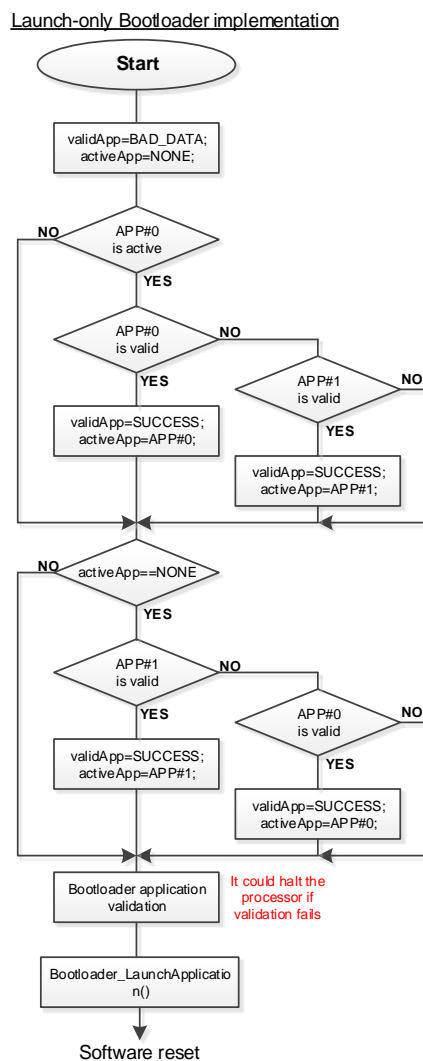 Launch-only Bootloader implementation
Start
validApp=BAD_DATA;
activeApp=NONE;
APP#0
is active
NO
YES
APP#0
is valid
NO
YES
APP#1
is valid
NO
YES
validApp=SUCCESS;
activeApp=APP#0;
validApp=SUCCESS;
activeApp=APP#1;
activeApp==NONE
NO
YES
APP#1
is valid
NO
YES
APP#0
is valid
NO
YES
validApp=SUCCESS;
activeApp=APP#1;
validApp=SUCCESS;
activeApp=APP#0;
Bootloader application
validation
It could halt the
processor if
validation fails
Bootloader_LaunchApplicatio
n()
Software reset